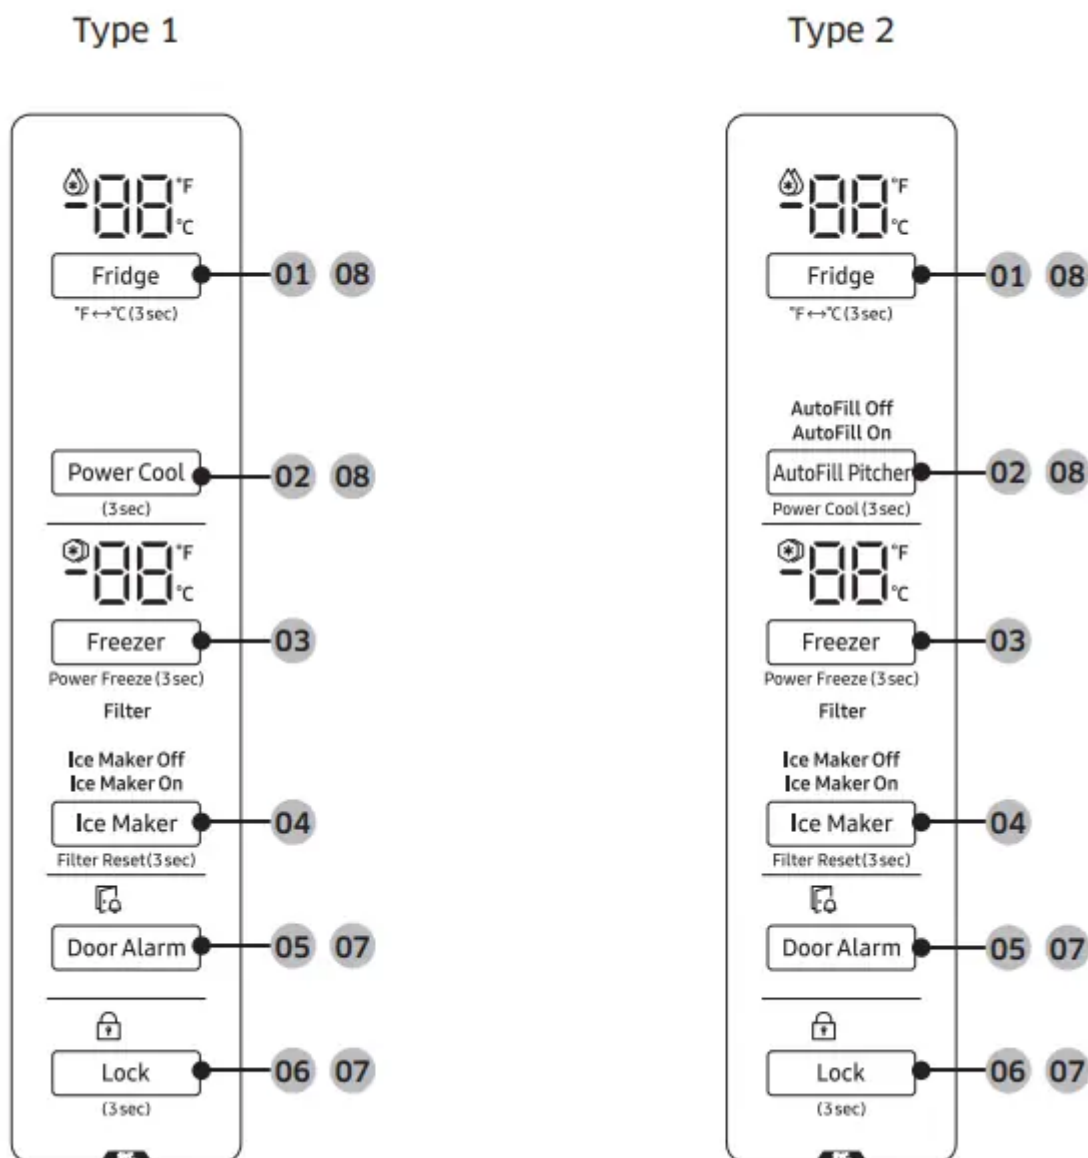 Type 1
°F
°C
Fridge
01 08
°F↔°C(3 sec)
Power Cool
02 08
(3 sec)
°F
°C
Freezer
03
Power Freeze (3 sec)
Filter
Ice Maker Off
Ice Maker On
Ice Maker
04
Filter Reset(3 sec)
Door Alarm
05 07
Lock
06 07
(3 sec)
Type 2
°F
°C
Fridge
01 08
°F↔°C(3 sec)
AutoFill Off
AutoFill On
AutoFill Pitcher
02 08
Power Cool (3 sec)
°F
°C
Freezer
03
Power Freeze (3 sec)
Filter
Ice Maker Off
Ice Maker On
Ice Maker
04
Filter Reset(3 sec)
Door Alarm
05 07
Lock
06 07
(3 sec)